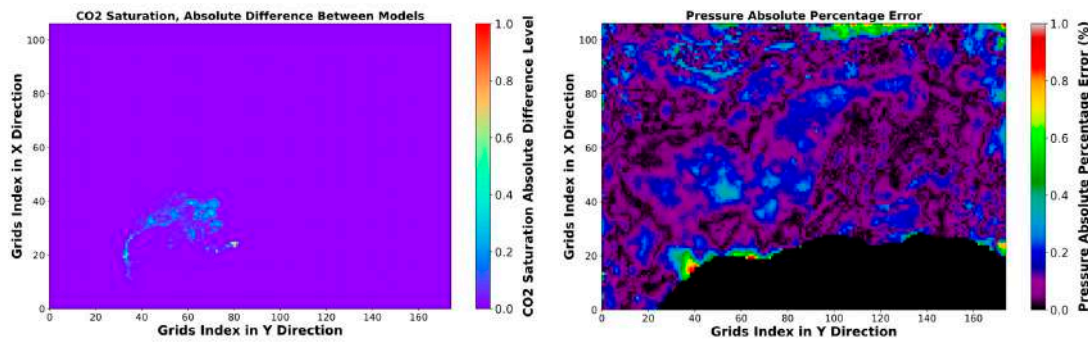 CO2 Saturation, Absolute Difference Between Models
100
80
60
40
20
0
Grids Index in X Direction
0 20 40 60 80 100 120 140 160
Grids Index in Y Direction
1.0
0.8
0.6
0.4
0.2
0.0
CO2 Saturation Absolute Difference Level
Pressure Absolute Percentage Error
100
80
60
40
20
0
Grids Index in X Direction
0 20 40 60 80 100 120 140 160
Grids Index in Y Direction
1.0
0.8
0.6
0.4
0.2
0.0
Pressure Absolute Percentage Error (%)